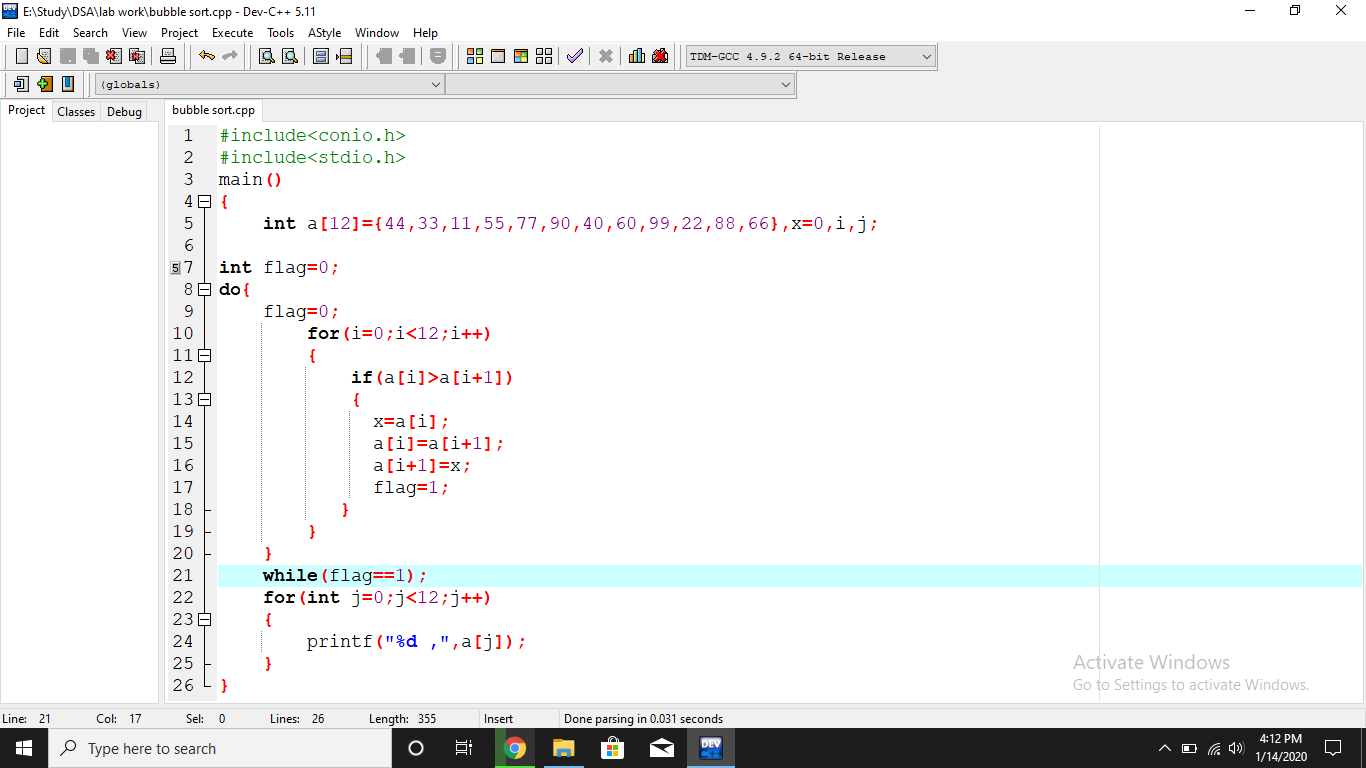 E:\Study\DSA\lab work\bubble sort.cpp - Dev-C++ 5.11
File Edit Search View Project Execute Tools AStyle Window Help
TDM-GCC 4.9.2 64-bit Release
(globals)
Project Classes Debug bubble sort.cpp
1 #include<conio.h>
2 #include<stdio.h>
3 main()
4 {
5 int a[12]={44,33,11,55,77,90,40,60,99,22,88,66},x=0,i,j;
6
7 int flag=0;
8 do{
9 flag=0;
10 for(i=0;i<12;i++)
11 {
12 if(a[i]>a[i+1])
13 {
14 x=a[i];
15 a[i]=a[i+1];
16 a[i+1]=x;
17 flag=1;
18 }
19 }
20 }
21 while(flag==1);
22 for(int j=0;j<12;j++)
23 {
24 printf("%d ,",a[j]);
25 }
26 }
Activate Windows
Go to Settings to activate Windows.
Line: 21 Col: 17 Sel: 0 Lines: 26 Length: 355 Insert Done parsing in 0.031 seconds
Type here to search
DEV
4:12 PM
1/14/2020